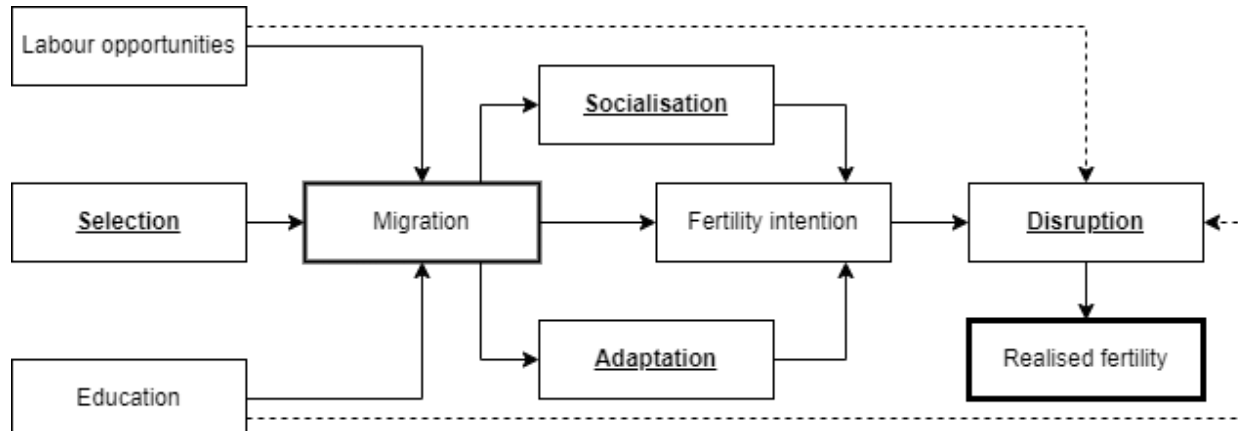 Labour opportunities
Socialisation
Selection
Migration
Fertility intention
Disruption
Adaptation
Realised fertility
Education